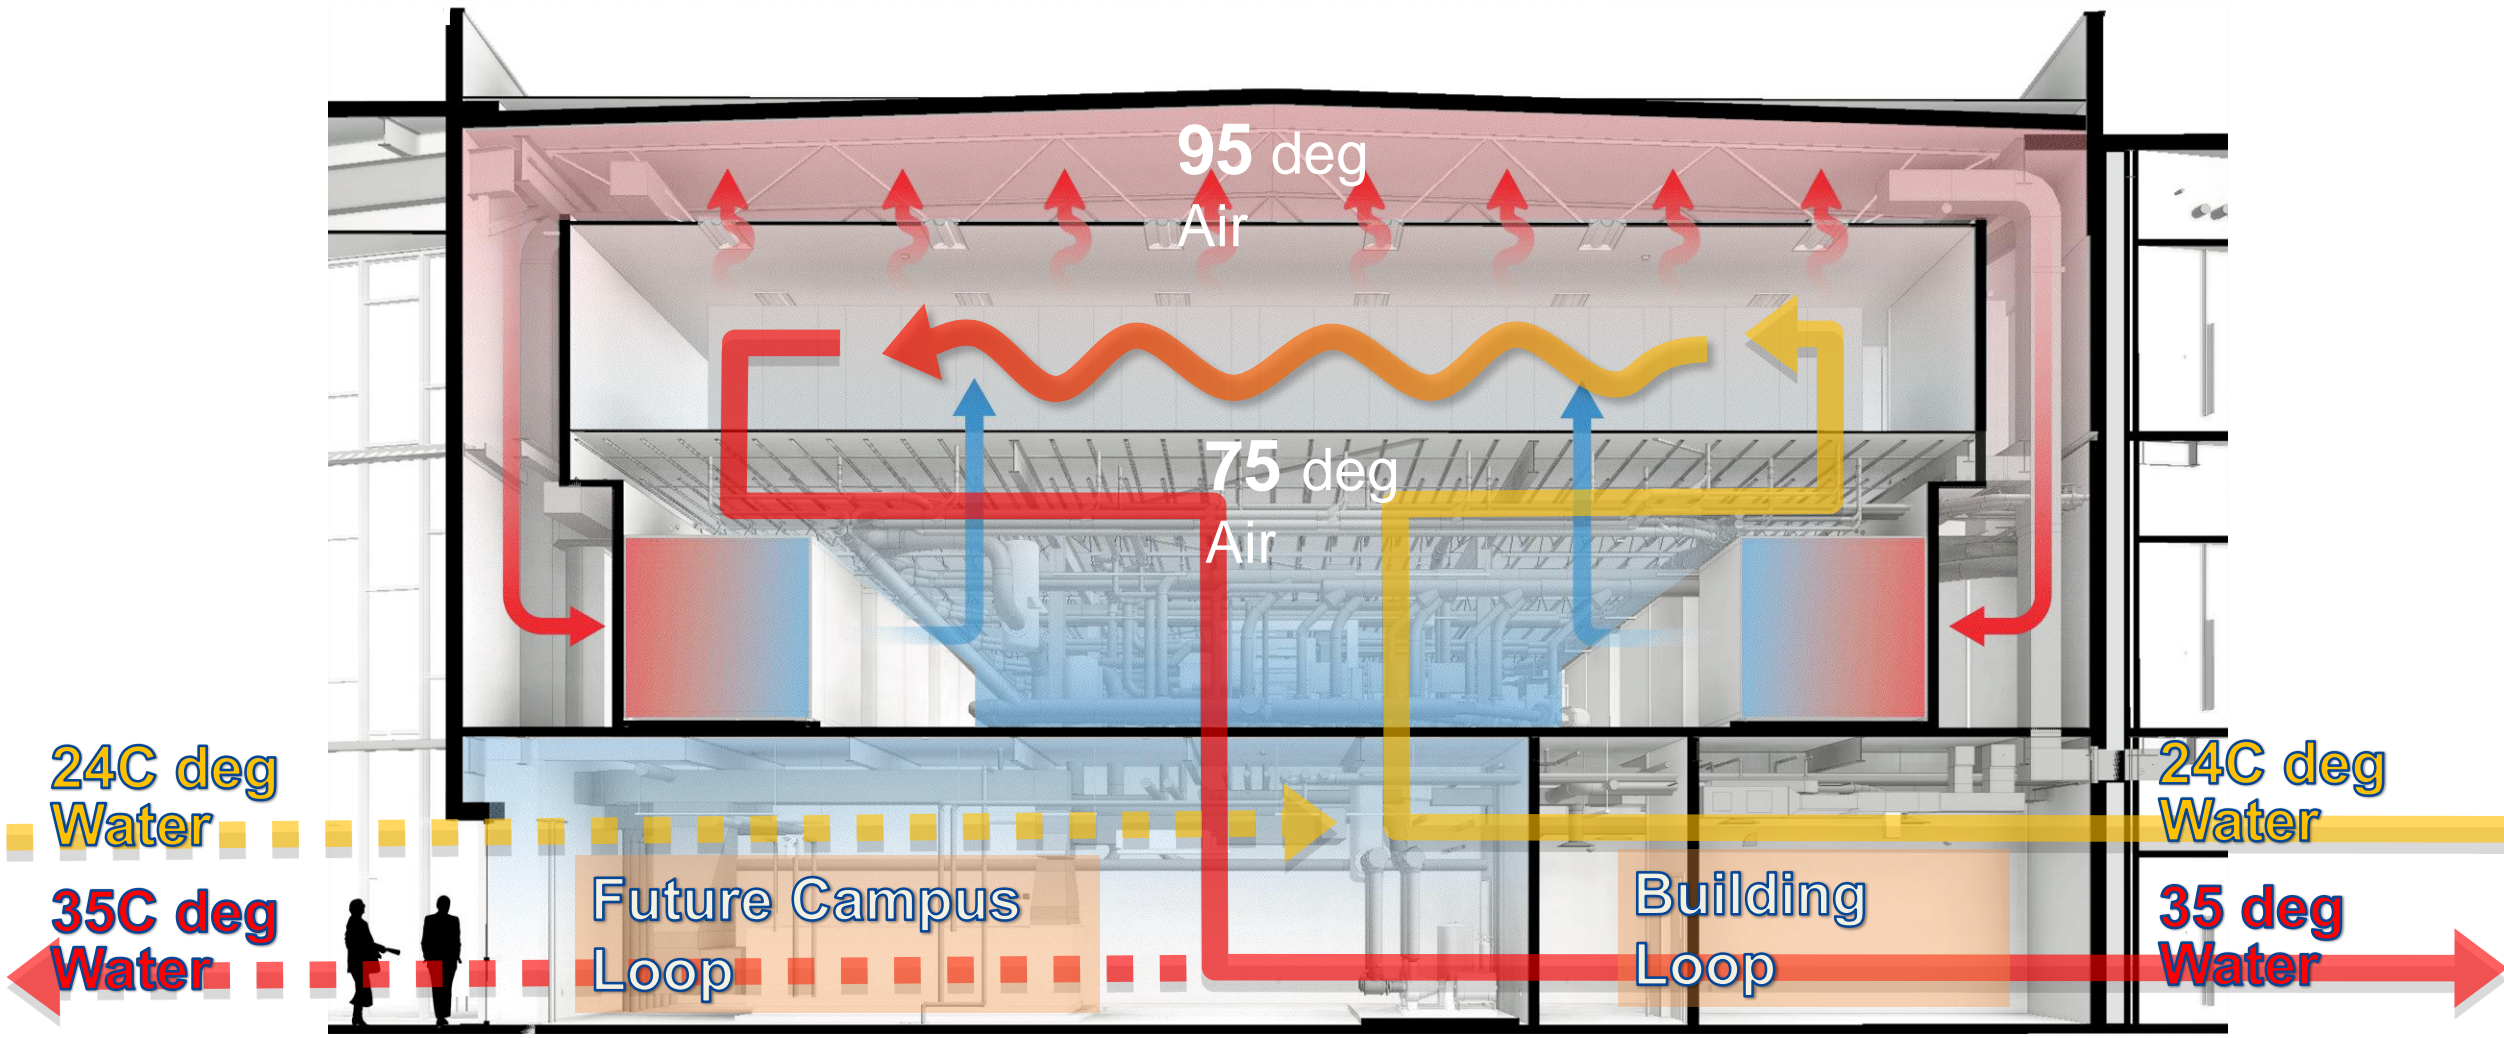 95 deg
Air
75 deg
Air
24C deg
Water
35C deg
Water
Future Campus
Loop
Building
Loop
24C deg
Water
35 deg
Water